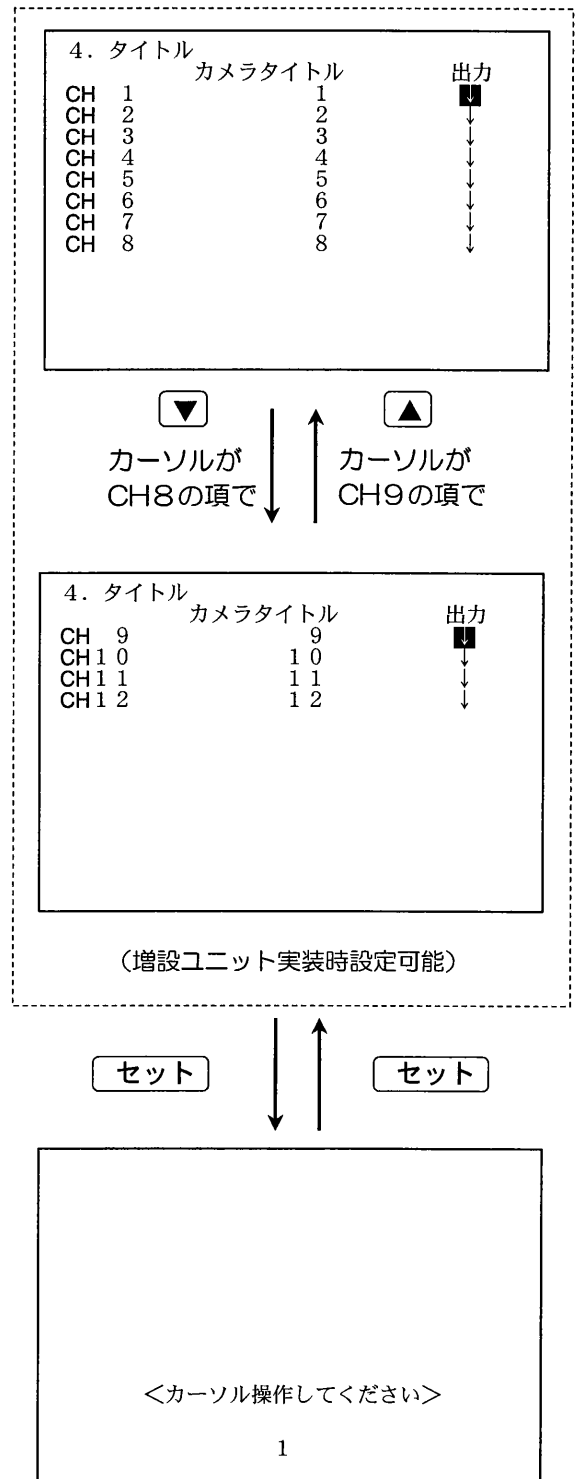 4. タイトル
カメラタイトル 出力
CH 1 1 ↓
CH 2 2 ↓
CH 3 3 ↓
CH 4 4 ↓
CH 5 5 ↓
CH 6 6 ↓
CH 7 7 ↓
CH 8 8 ↓
▼ ▲
カーソルが カーソルが
CH8の項で CH9の項で
4. タイトル
カメラタイトル 出力
CH 9 9 ↓
CH10 10 ↓
CH11 11 ↓
CH12 12 ↓
（増設ユニット実装時設定可能）
セット セット
＜カーソル操作してください＞
1